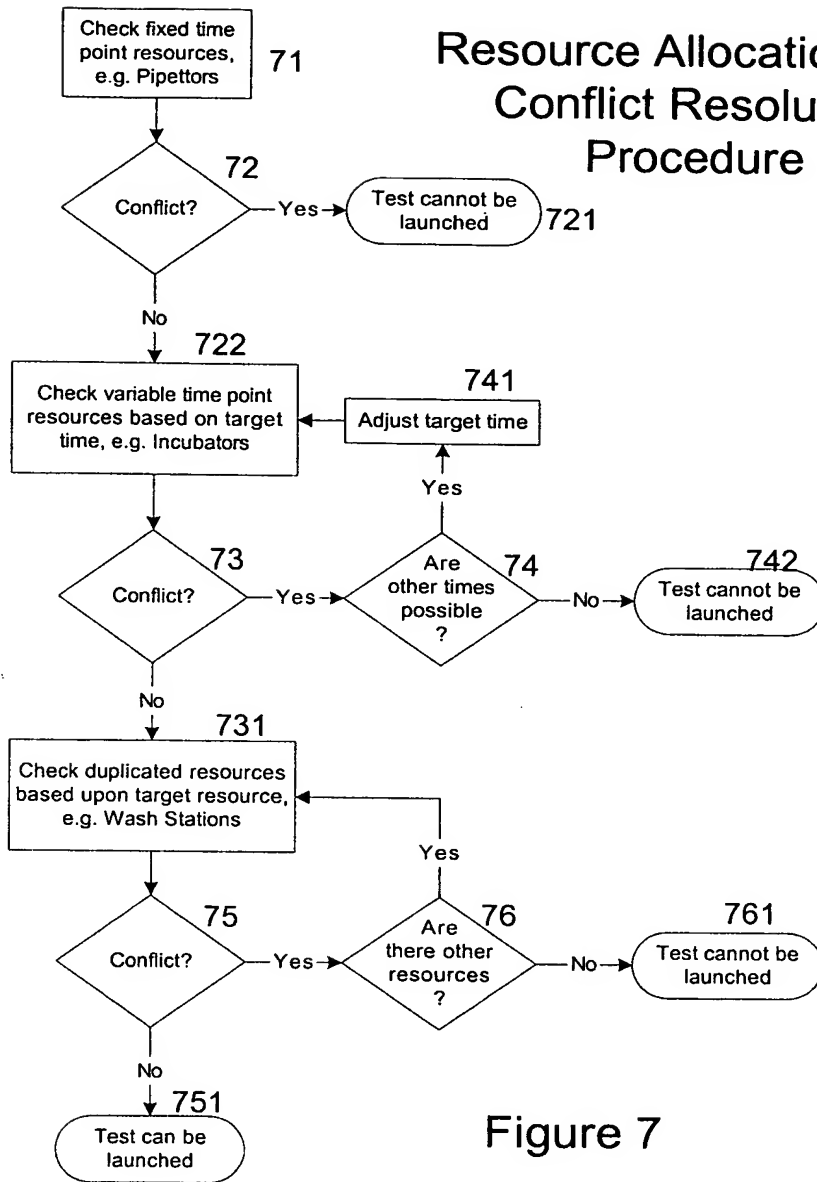 Check fixed time
point resources,
e.g. Pipettors
71
Resource Allocatio
Conflict Resolu
Procedure
72
Conflict?
Yes
Test cannot be
launched
721
No
722
Check variable time point
resources based on target
time, e.g. Incubators
741
Adjust target time
Yes
73
Conflict?
Yes
Are
other times
possible
?
74
No
742
Test cannot be
launched
No
731
Check duplicated resources
based upon target resource,
e.g. Wash Stations
Yes
75
Conflict?
Yes
Are
there other
resources
?
76
No
761
Test cannot be
launched
No
751
Test can be
launched
Figure 7